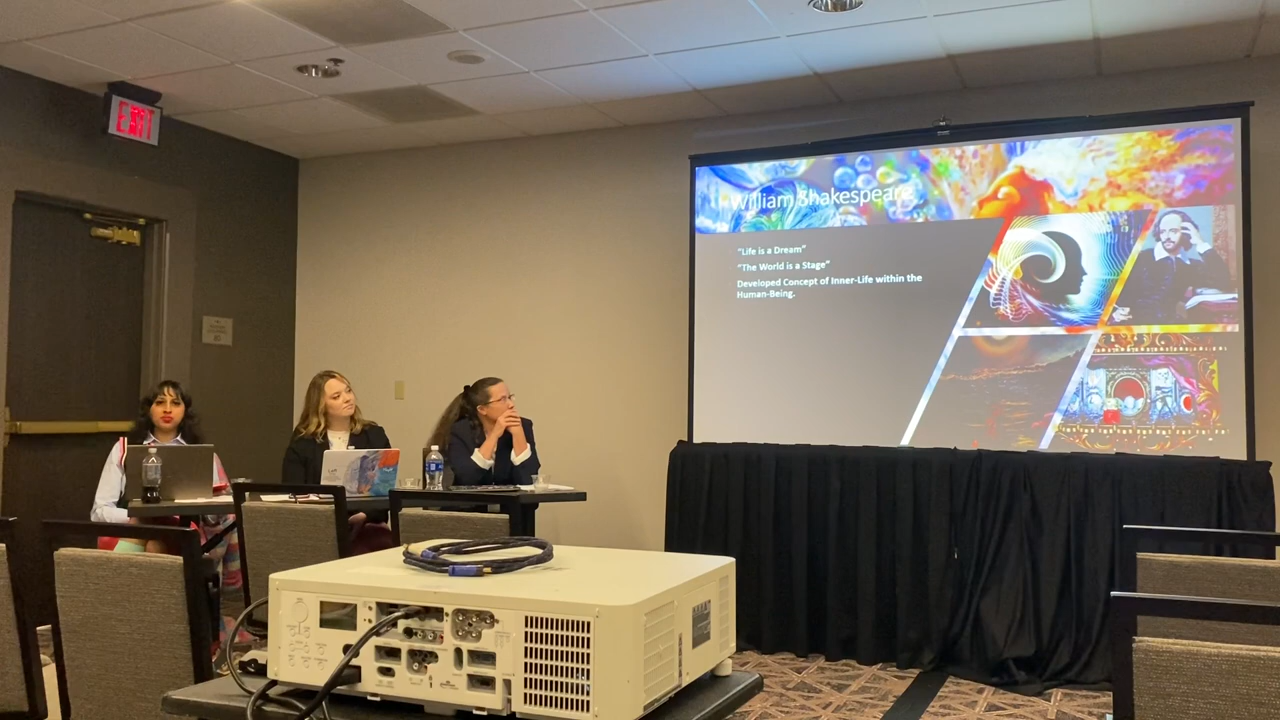 EXIT
William Shakespeare
"Life is a Dream"
"The World is a Stage"
Developed Concept of Inner-Life within the
Human-Being.